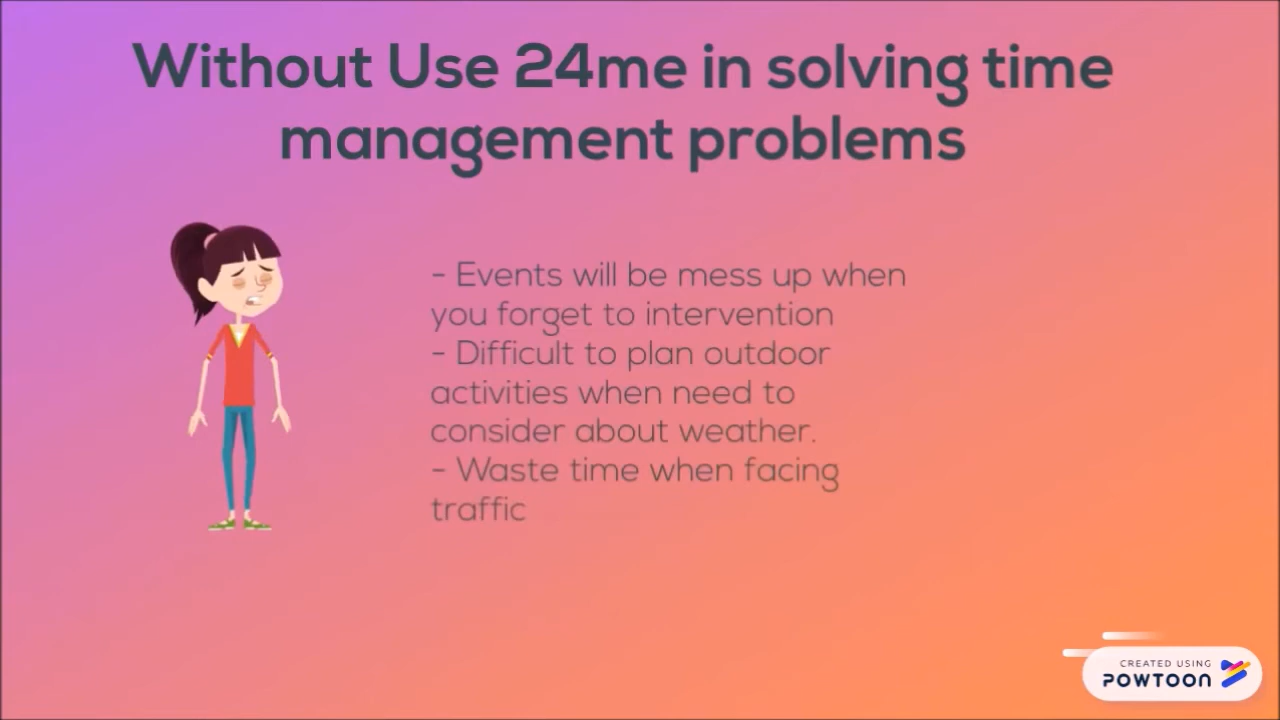 Without Use 24me in solving time
management problems
- Events will be mess up when
you forget to intervention
- Difficult to plan outdoor
activities when need to
consider about weather.
- Waste time when facing
traffic
CREATED USING
POWTOON